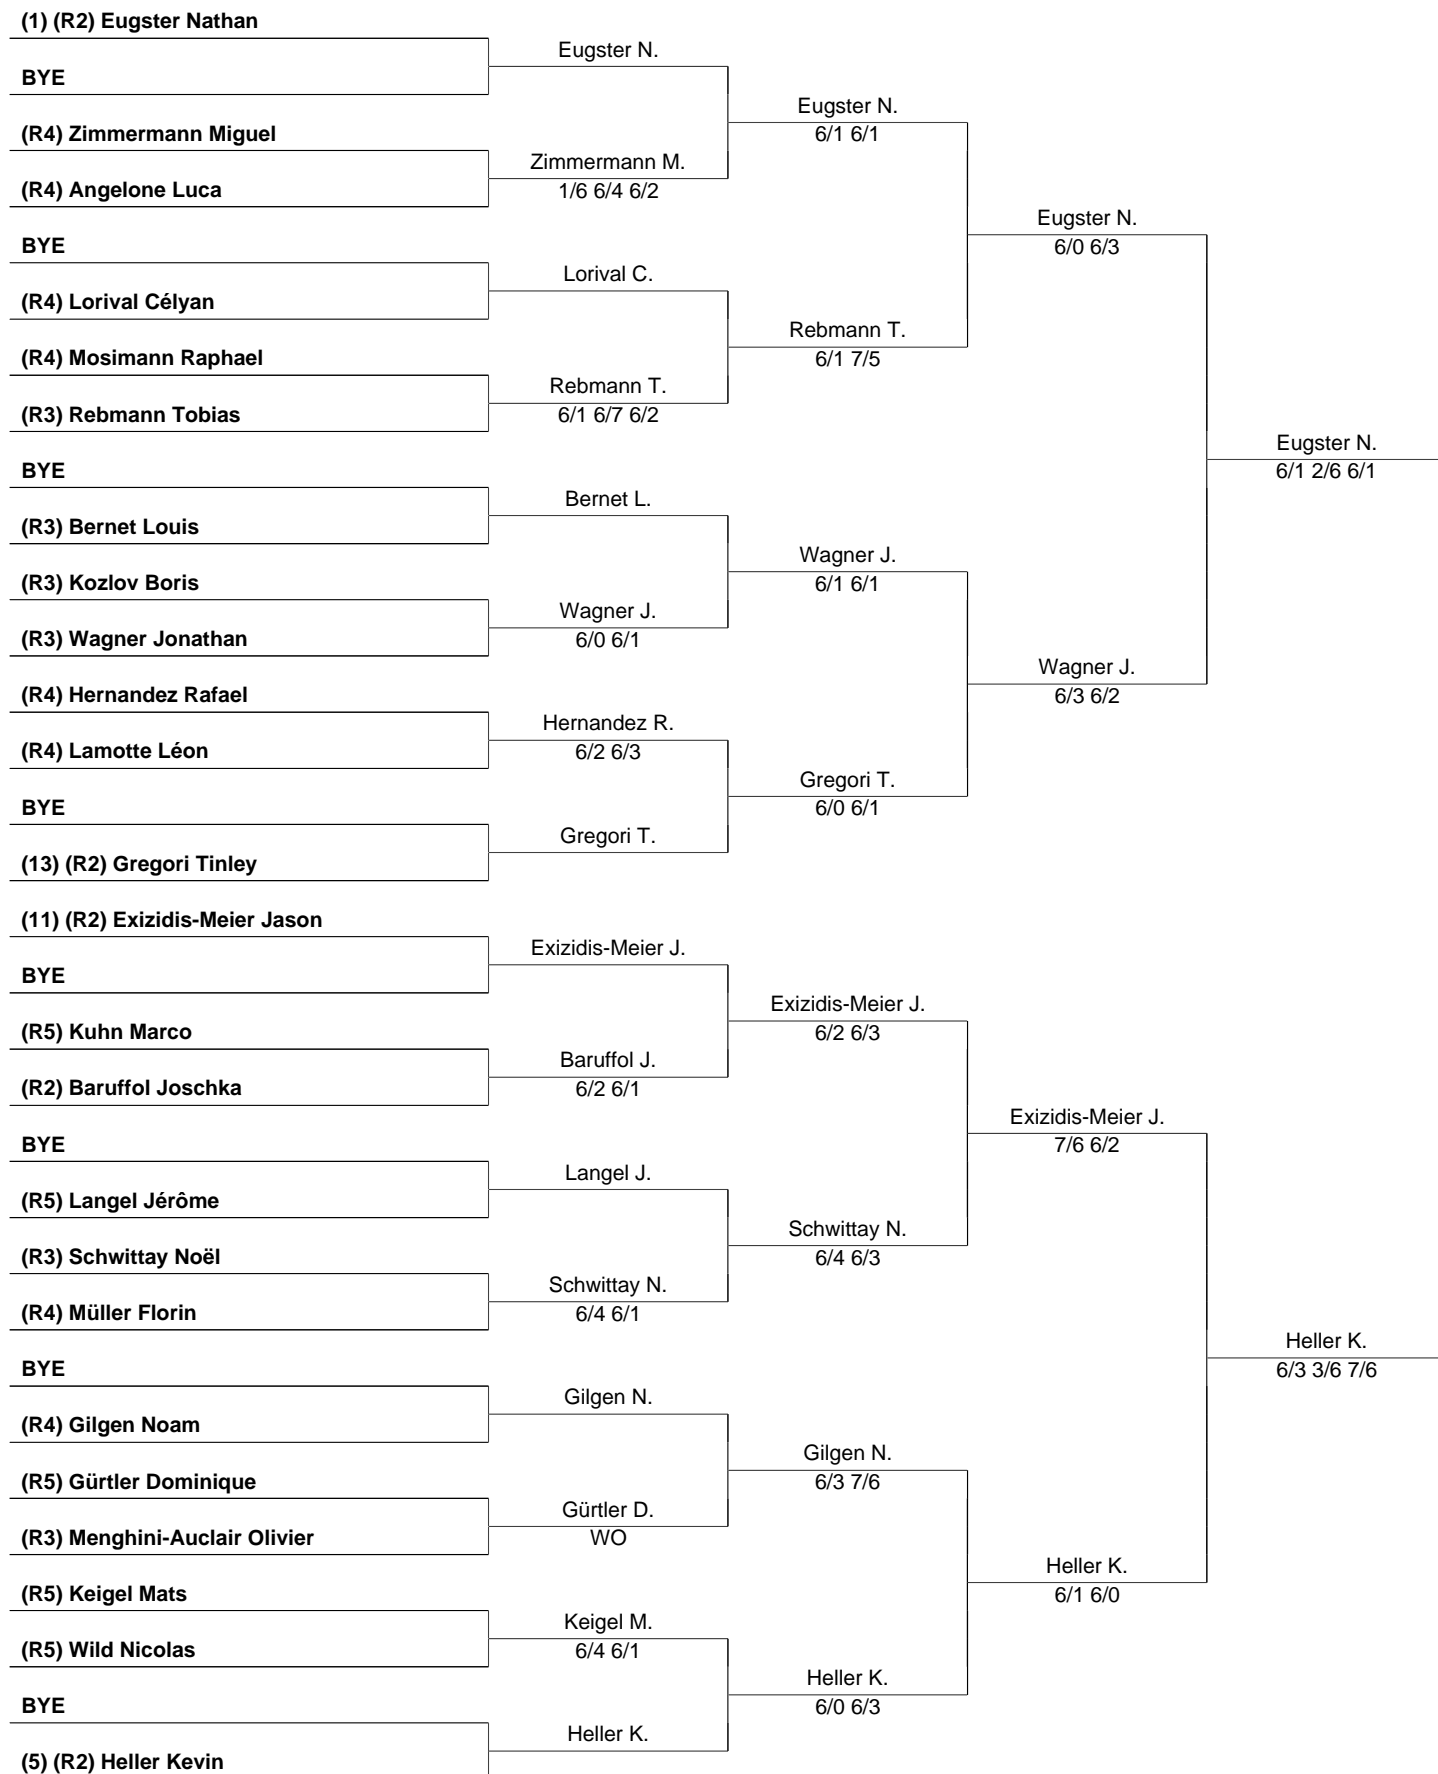 (1) (R2) Eugster Nathan
Eugster N.
BYE
Eugster N.
6/1 6/1
(R4) Zimmermann Miguel
Zimmermann M.
1/6 6/4 6/2
(R4) Angelone Luca
Eugster N.
6/0 6/3
BYE
Lorival C.
(R4) Lorival Célyan
Rebmann T.
6/1 7/5
(R4) Mosimann Raphael
Rebmann T.
6/1 6/7 6/2
(R3) Rebmann Tobias
Eugster N.
6/1 2/6 6/1
BYE
Bernet L.
(R3) Bernet Louis
Wagner J.
6/1 6/1
(R3) Kozlov Boris
Wagner J.
6/0 6/1
(R3) Wagner Jonathan
Wagner J.
6/3 6/2
(R4) Hernandez Rafael
Hernandez R.
6/2 6/3
(R4) Lamotte Léon
Gregori T.
6/0 6/1
BYE
Gregori T.
(13) (R2) Gregori Tinley
(11) (R2) Exizidis-Meier Jason
Exizidis-Meier J.
BYE
Exizidis-Meier J.
6/2 6/3
(R5) Kuhn Marco
Baruffol J.
6/2 6/1
(R2) Baruffol Joschka
Exizidis-Meier J.
7/6 6/2
BYE
Langel J.
(R5) Langel Jérôme
Schwittay N.
6/4 6/3
(R3) Schwittay Noël
Schwittay N.
6/4 6/1
(R4) Müller Florin
Heller K.
6/3 3/6 7/6
BYE
Gilgen N.
(R4) Gilgen Noam
Gilgen N.
6/3 7/6
(R5) Gürtler Dominique
Gürtler D.
WO
(R3) Menghini-Auclair Olivier
Heller K.
6/1 6/0
(R5) Keigel Mats
Keigel M.
6/4 6/1
(R5) Wild Nicolas
Heller K.
6/0 6/3
BYE
Heller K.
(5) (R2) Heller Kevin